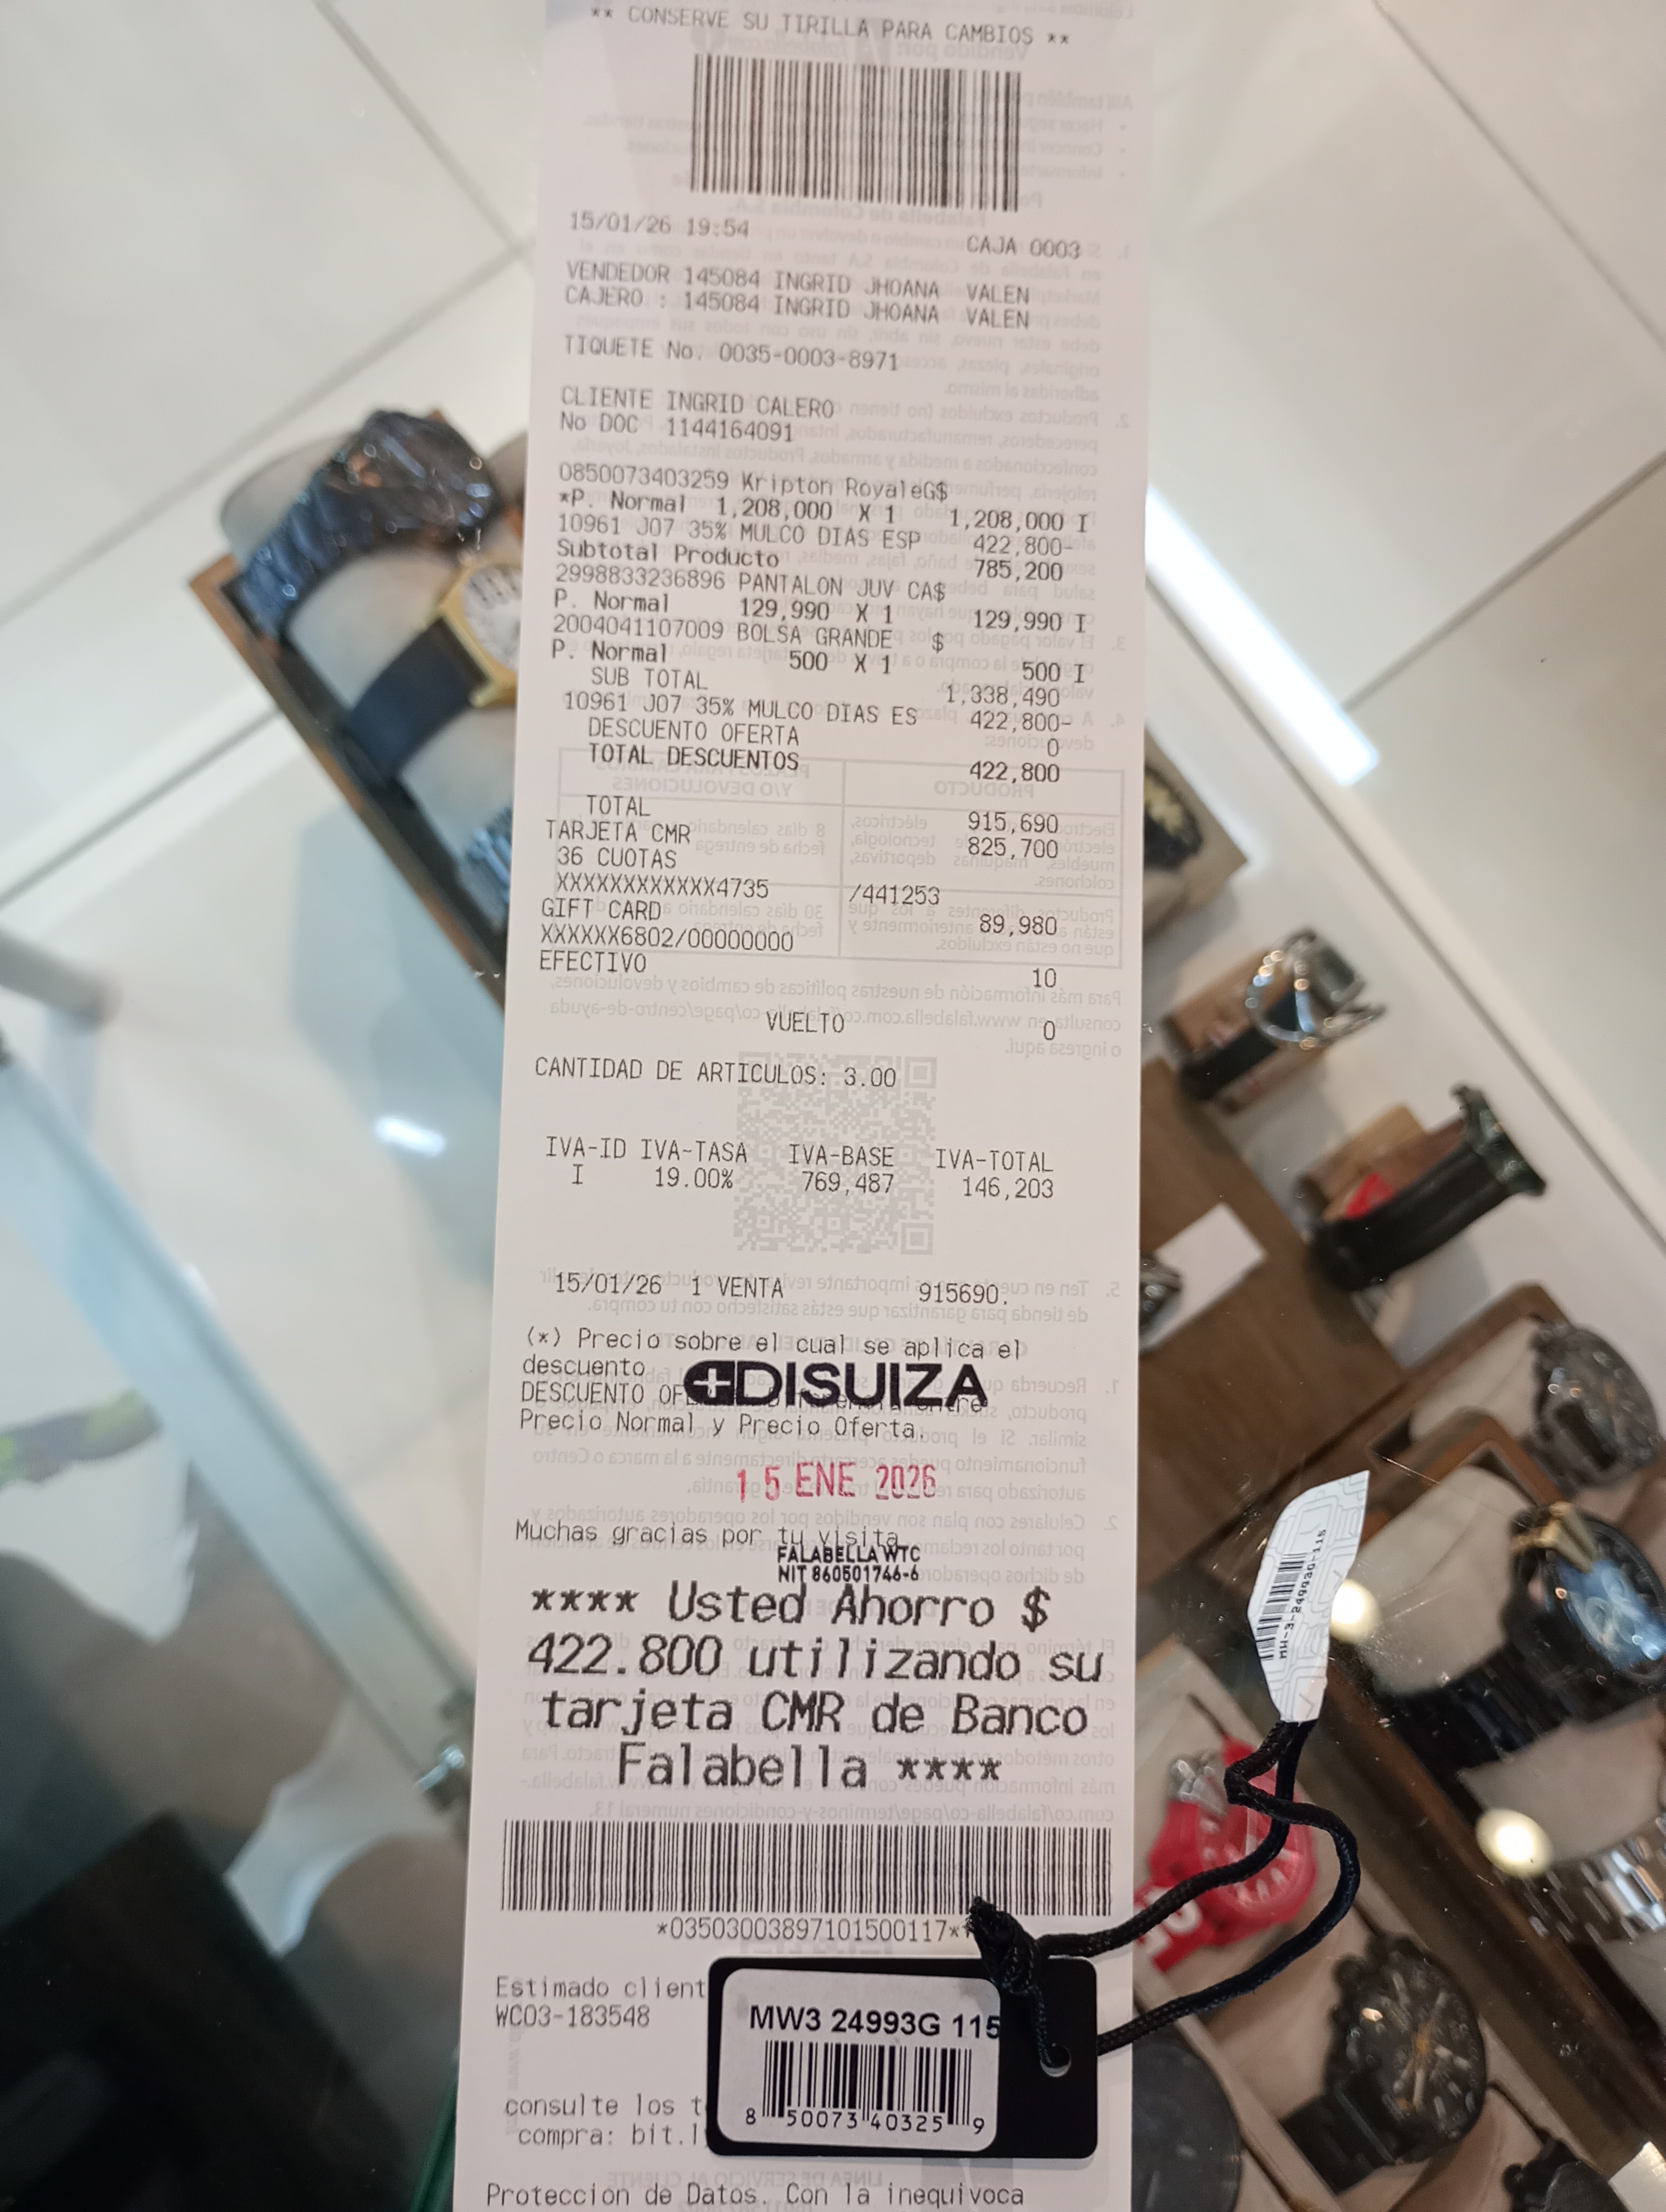 ** CONSERVE SU TIRILLA PARA CAMBIOS **
15/01/26 19:54 CAJA 0003
VENDEDOR 145084 INGRID JHOANA VALEN
CAJERO : 145084 INGRID JHOANA VALEN
TIQUETE No. 0035-0003-8971
CLIENTE INGRID CALERO
No DOC 1144164091
0850073403259 Kripton RoyaleG$
*P. Normal 1,208,000 X 1 1,208,000 I
10961 J07 35% MULCO DIAS ESP 422,800-
Subtotal Producto 785,200
2998833236896 PANTALON JUV CA$
P. Normal 129,990 X 1 129,990 I
2004041107009 BOLSA GRANDE $
P. Normal 500 X 1 500 I
SUB TOTAL 1,338,490
10961 J07 35% MULCO DIAS ES 422,800-
DESCUENTO OFERTA 0
TOTAL DESCUENTOS 422,800
TOTAL 915,690
TARJETA CMR 825,700
36 CUOTAS
XXXXXXXXXXXX4735 /441253
GIFT CARD 89,980
XXXXXX6802/00000000
EFECTIVO 10
VUELTO 0
CANTIDAD DE ARTICULOS: 3.00
IVA-ID IVA-TASA IVA-BASE IVA-TOTAL
I 19.00% 769,487 146,203
15/01/26 1 VENTA 915690.
(*) Precio sobre el cual se aplica el
descuento
DISUIZA
DESCUENTO OF
Precio Normal y Precio Oferta.
15 ENE 2026
Muchas gracias por tu visita
FALABELLA WTC
NIT 860501746-6
**** Usted Ahorro $
422.800 utilizando su
tarjeta CMR de Banco
Falabella ****
*03503003897101500117*
Estimado client
WC03-183548
MW3 24993G 115
8 50073 40325 9
consulte los t
compra: bit.l
Proteccion de Datos. Con la inequivoca